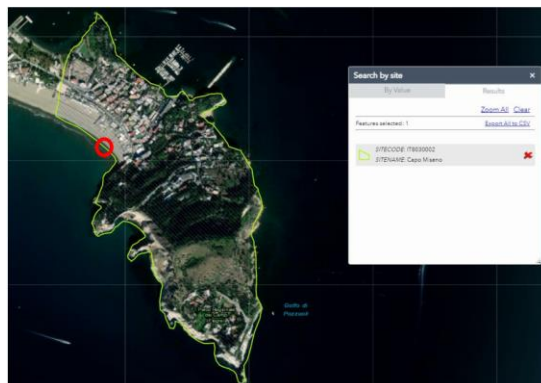 Search by site ×
By Value Results
Zoom All Clear
Features selected: 1 Export All to CSV
SITECODE: IT8030002
SITENAME: Capo Miseno
Golfo di
Pozzuoli